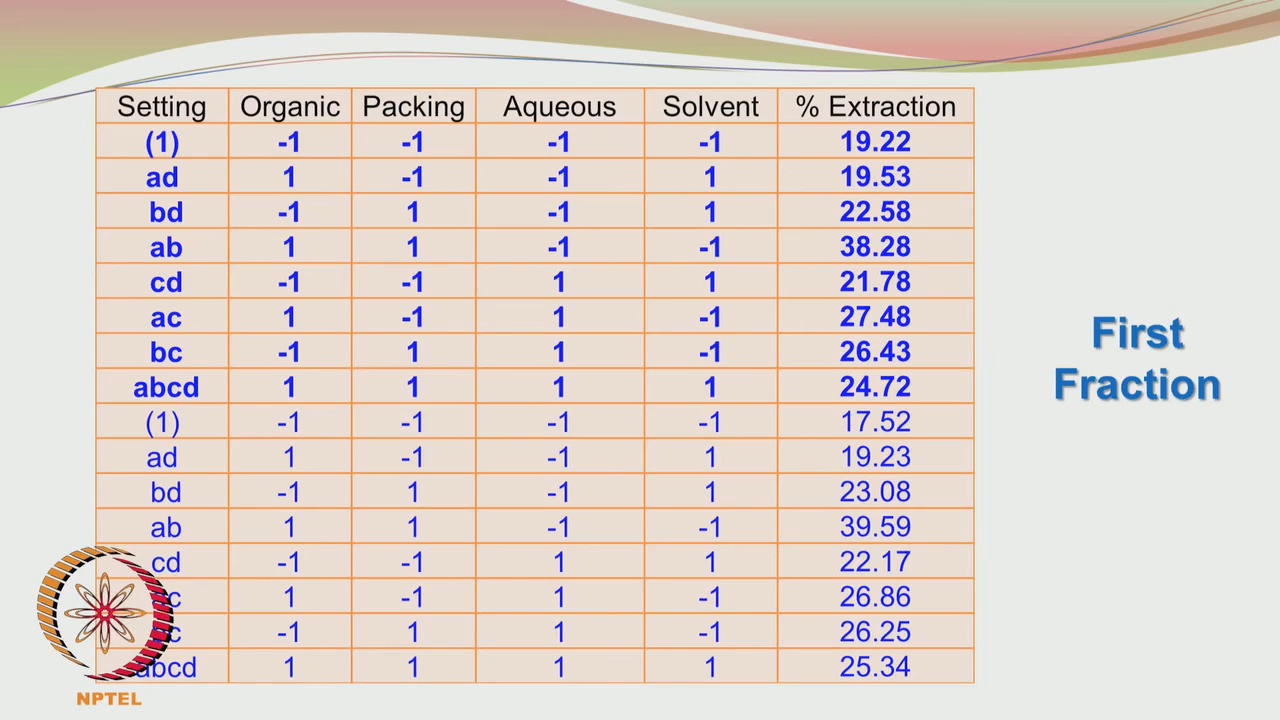 Setting Organic Packing Aqueous Solvent % Extraction
(1) -1 -1 -1 -1 19.22
ad 1 -1 -1 1 19.53
bd -1 1 -1 1 22.58
ab 1 1 -1 -1 38.28
cd -1 -1 1 1 21.78
ac 1 -1 1 -1 27.48
bc -1 1 1 -1 26.43
abcd 1 1 1 1 24.72
(1) -1 -1 -1 -1 17.52
ad 1 -1 -1 1 19.23
bd -1 1 -1 1 23.08
ab 1 1 -1 -1 39.59
cd -1 -1 1 1 22.17
1 -1 1 -1 26.86
-1 1 1 -1 26.25
abcd 1 1 1 1 25.34
First
Fraction
NPTEL